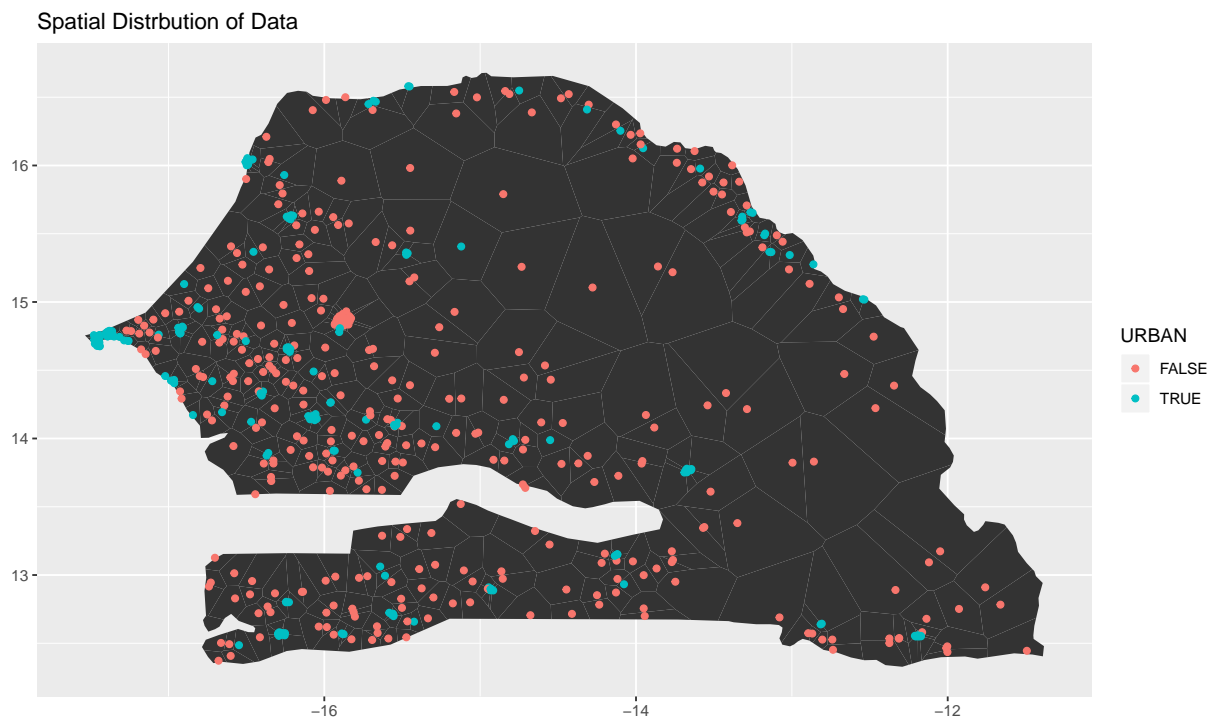 Spatial Distrbution of Data
16
15
14
13
−16
−14
−12
URBAN
FALSE
TRUE